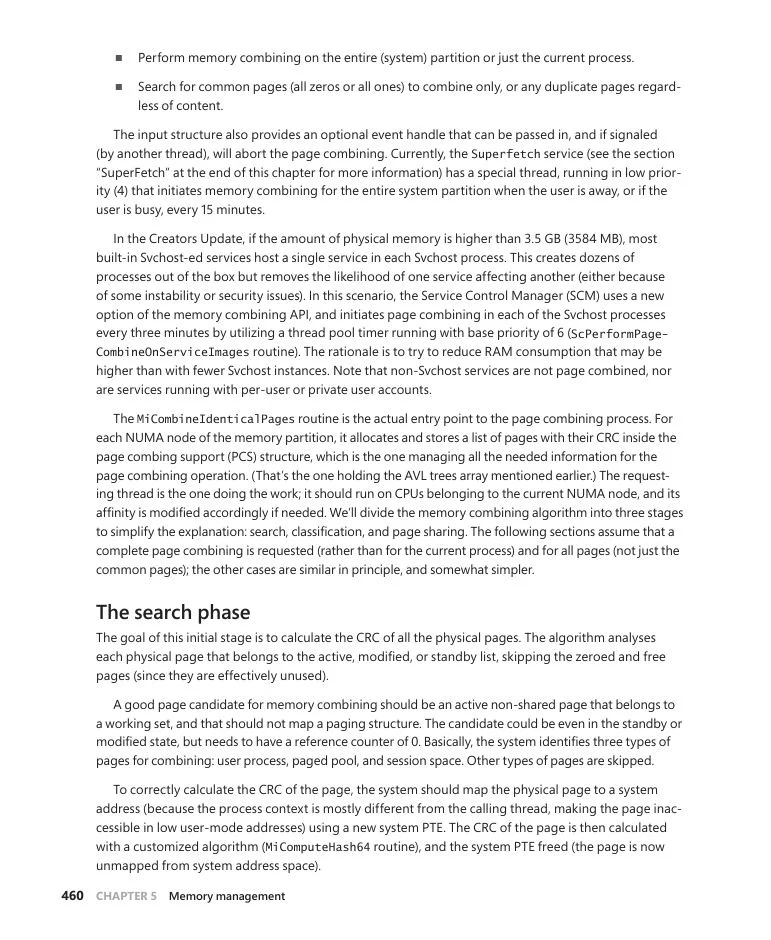 ■ Perform memory combining on the entire (system) partition or just the current process.
■ Search for common pages (all zeros or all ones) to combine only, or any duplicate pages regard-
less of content.
The input structure also provides an optional event handle that can be passed in, and if signaled
(by another thread), will abort the page combining. Currently, the Superfetch service (see the section
“SuperFetch” at the end of this chapter for more information) has a special thread, running in low prior-
ity (4) that initiates memory combining for the entire system partition when the user is away, or if the
user is busy, every 15 minutes.
In the Creators Update, if the amount of physical memory is higher than 3.5 GB (3584 MB), most
built-in Svchost-ed services host a single service in each Svchost process. This creates dozens of
processes out of the box but removes the likelihood of one service affecting another (either because
of some instability or security issues). In this scenario, the Service Control Manager (SCM) uses a new
option of the memory combining API, and initiates page combining in each of the Svchost processes
every three minutes by utilizing a thread pool timer running with base priority of 6 (ScPerformPage-
CombineOnServiceImages routine). The rationale is to try to reduce RAM consumption that may be
higher than with fewer Svchost instances. Note that non-Svchost services are not page combined, nor
are services running with per-user or private user accounts.
The MiCombineIdenticalPages routine is the actual entry point to the page combining process. For
each NUMA node of the memory partition, it allocates and stores a list of pages with their CRC inside the
page combing support (PCS) structure, which is the one managing all the needed information for the
page combining operation. (That’s the one holding the AVL trees array mentioned earlier.) The request-
ing thread is the one doing the work; it should run on CPUs belonging to the current NUMA node, and its
affinity is modified accordingly if needed. We’ll divide the memory combining algorithm into three stages
to simplify the explanation: search, classification, and page sharing. The following sections assume that a
complete page combining is requested (rather than for the current process) and for all pages (not just the
common pages); the other cases are similar in principle, and somewhat simpler.
The search phase
The goal of this initial stage is to calculate the CRC of all the physical pages. The algorithm analyses
each physical page that belongs to the active, modified, or standby list, skipping the zeroed and free
pages (since they are effectively unused).
A good page candidate for memory combining should be an active non-shared page that belongs to
a working set, and that should not map a paging structure. The candidate could be even in the standby or
modified state, but needs to have a reference counter of 0. Basically, the system identifies three types of
pages for combining: user process, paged pool, and session space. Other types of pages are skipped.
To correctly calculate the CRC of the page, the system should map the physical page to a system
address (because the process context is mostly different from the calling thread, making the page inac-
cessible in low user-mode addresses) using a new system PTE. The CRC of the page is then calculated
with a customized algorithm (MiComputeHash64 routine), and the system PTE freed (the page is now
unmapped from system address space).
460 CHAPTER 5 Memory management